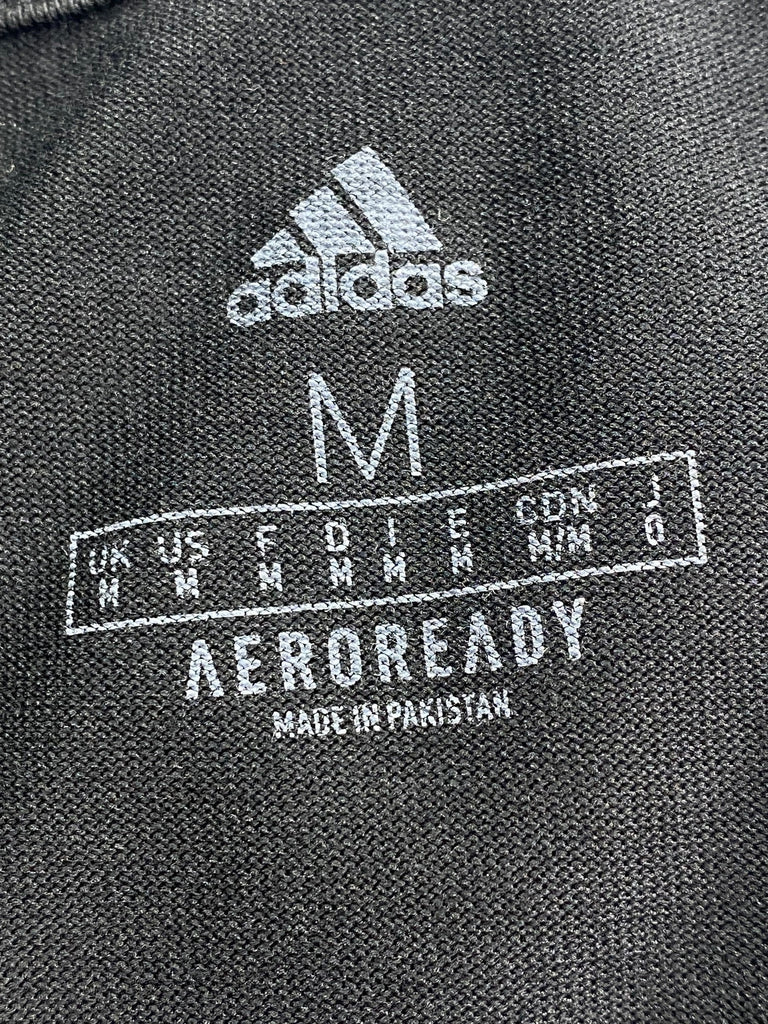 adidas
M
UK US F D I E CDN J
M M M M M M M/M O
AEROREADY
MADE IN PAKISTAN